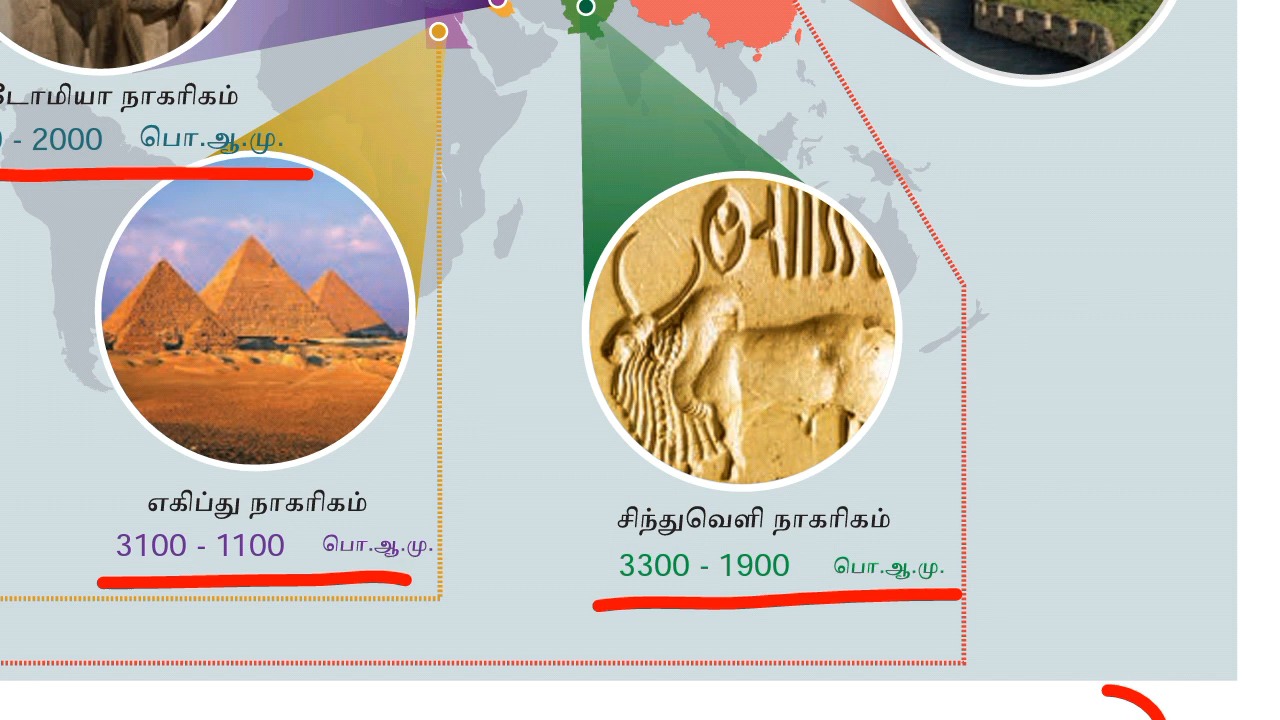 நாகரிகம்
- 2000 பொ.ஆ.மு.
எகிப்து நாகரிகம்
3100 - 1100 பொ.ஆ.மு.
சிந்துவெளி நாகரிகம்
3300 - 1900 பொ.ஆ.மு.